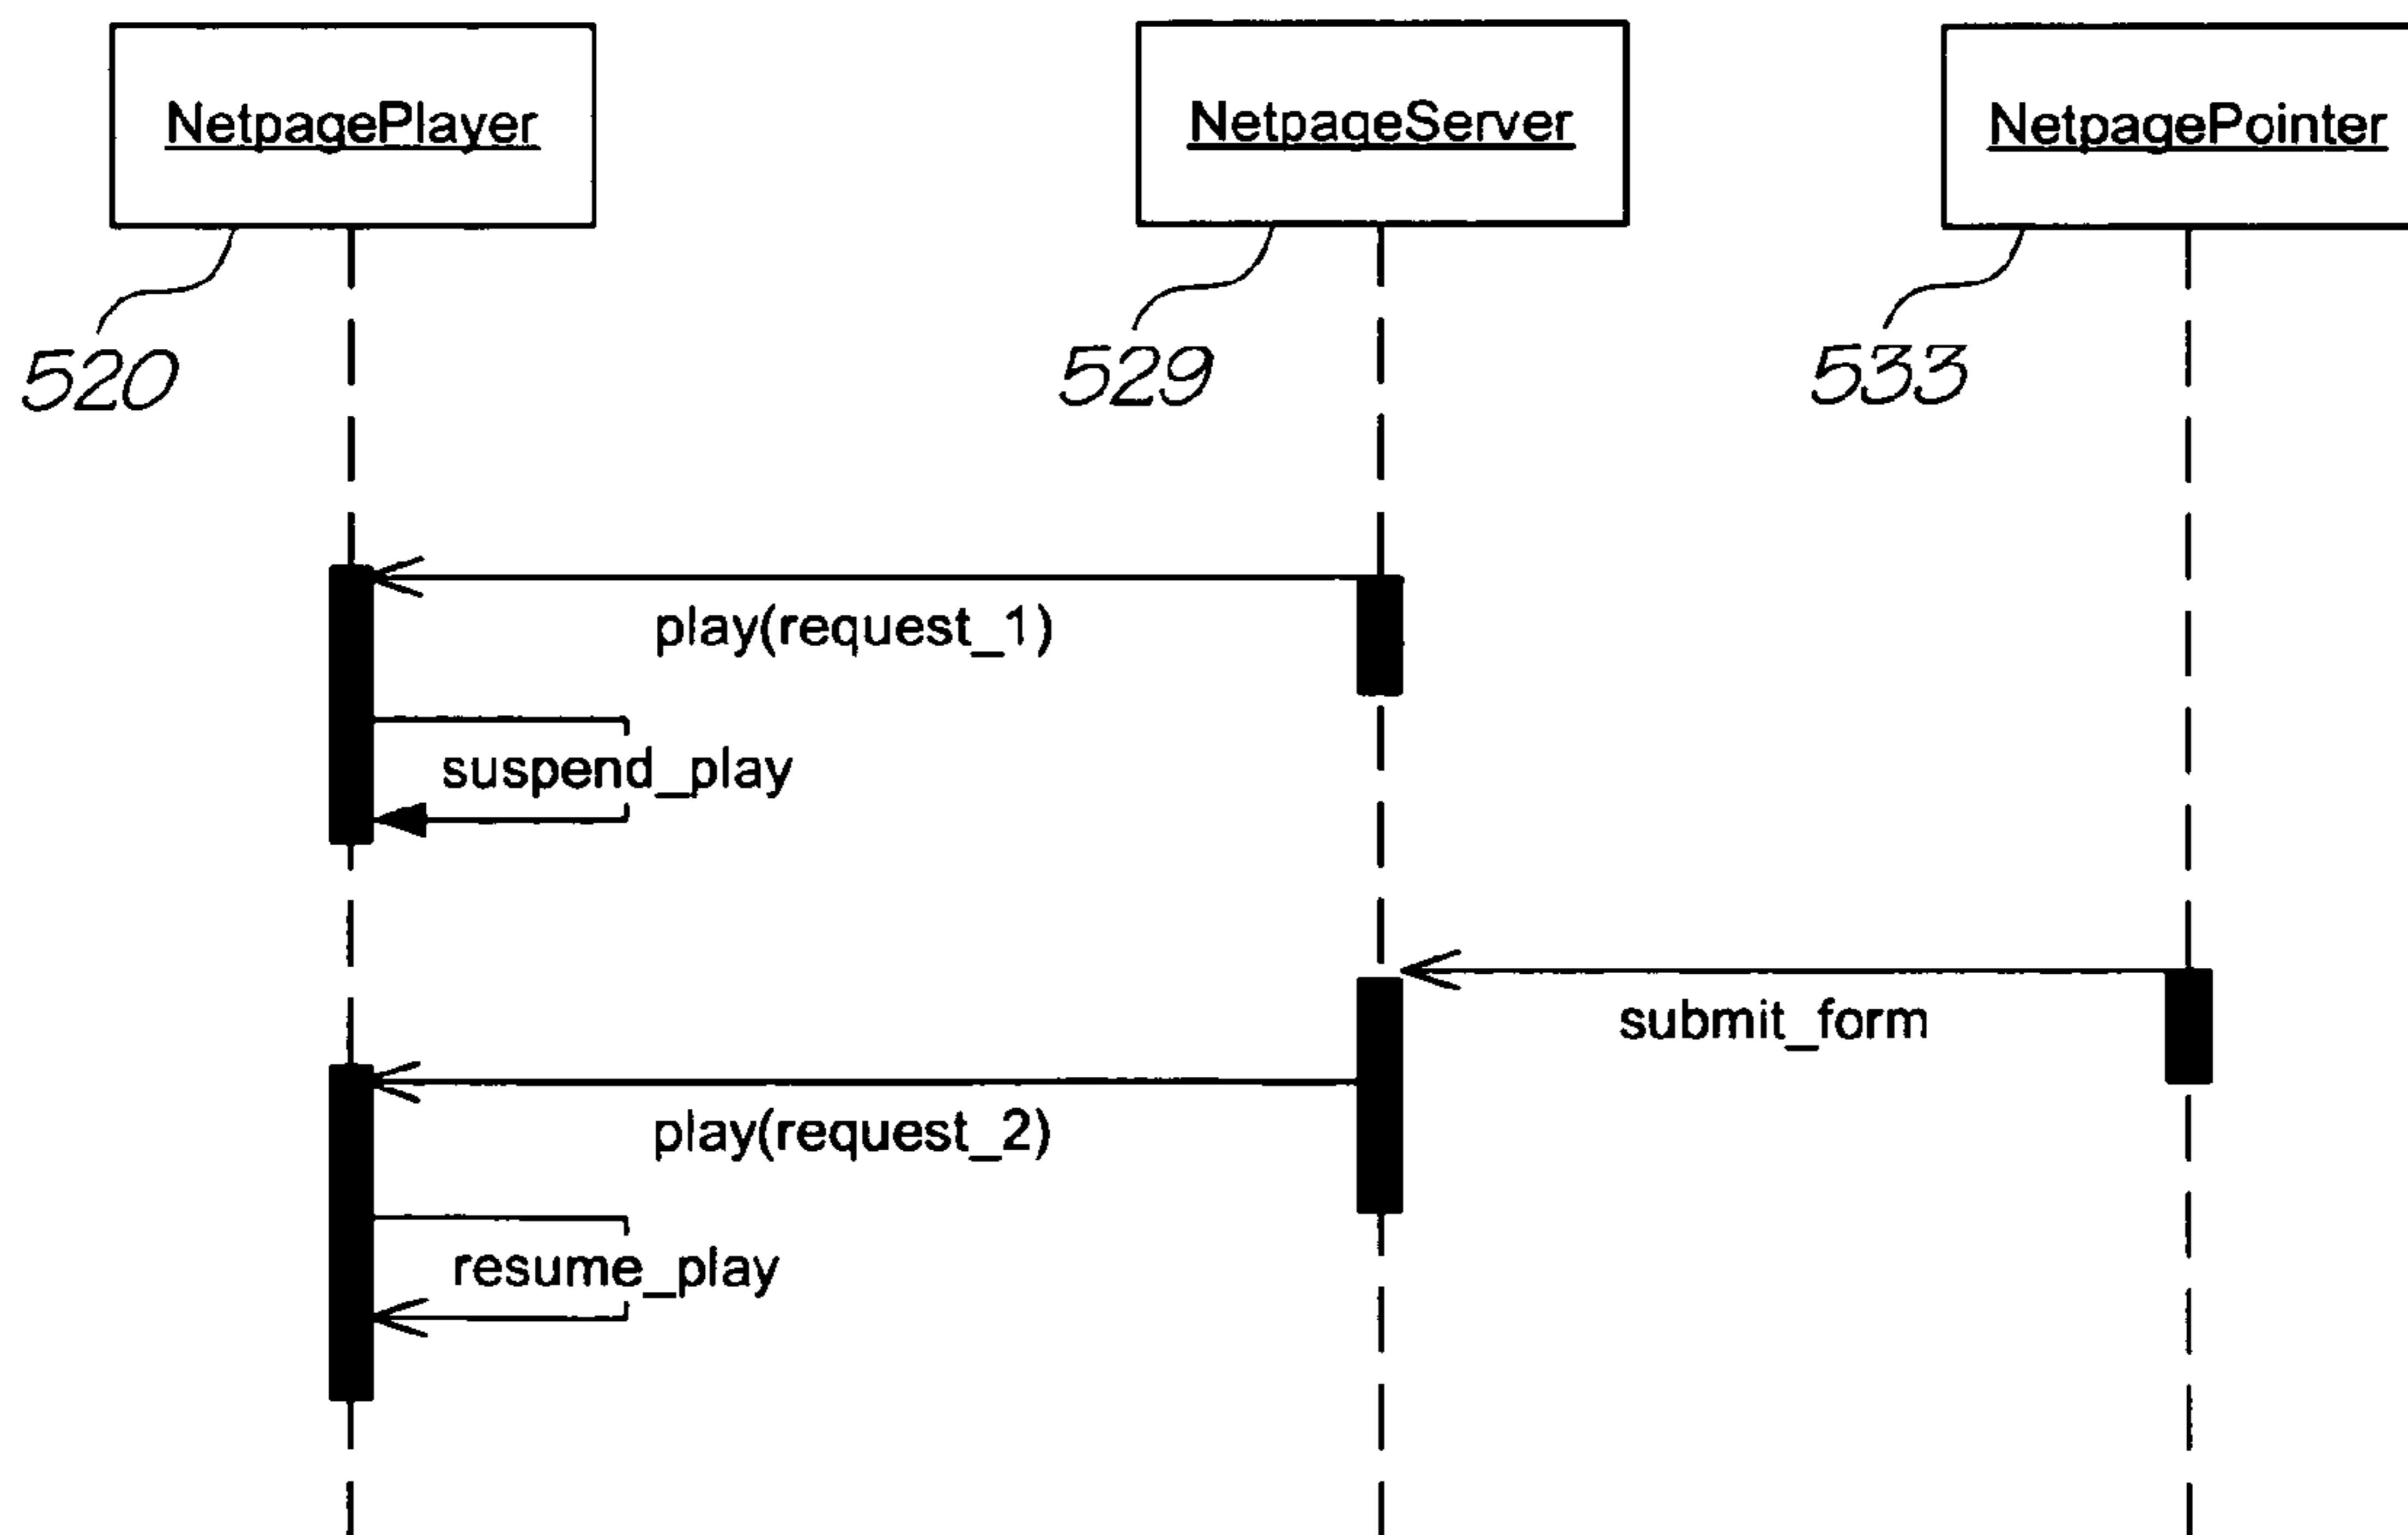 NetpagePlayer
NetpageServer
NetpagePointer
520
529
533
play(request_1)
suspend_play
submit_form
play(request_2)
resume_play